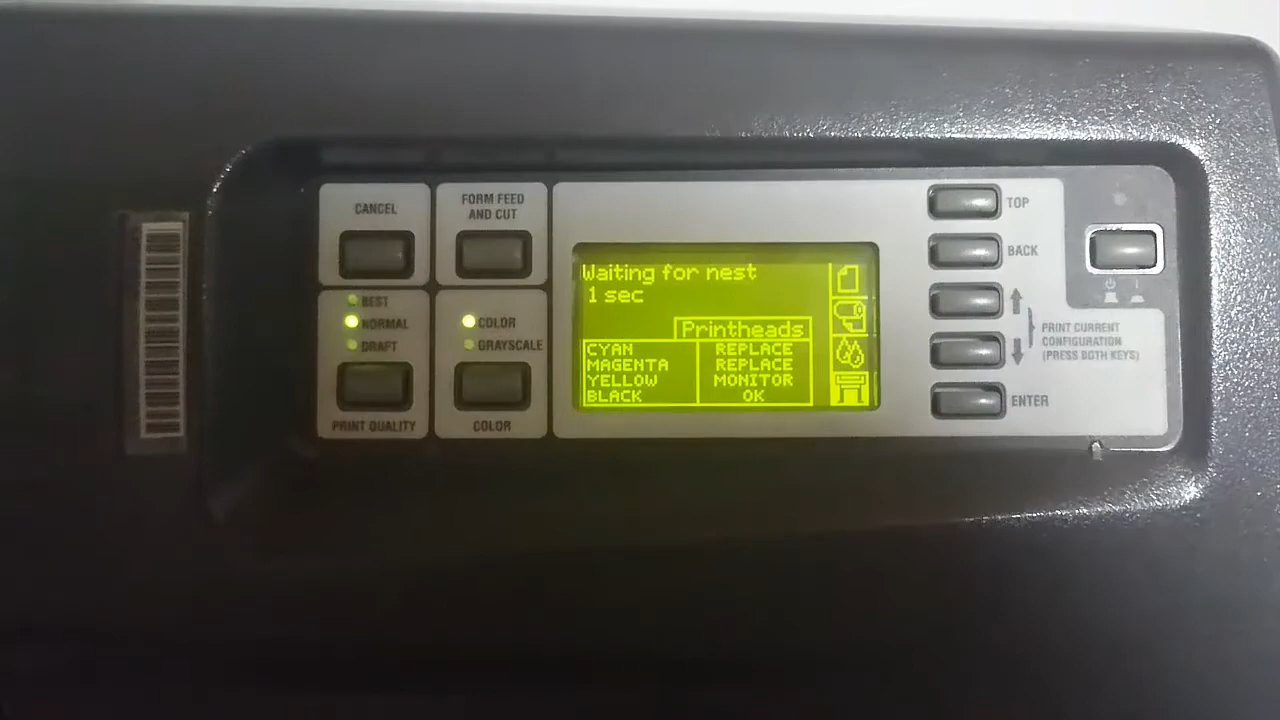 CANCEL
FORM FEED
AND CUT
BEST
NORMAL
DRAFT
PRINT QUALITY
COLOR
GRAYSCALE
COLOR
Waiting for nest
1 sec
Printheads
CYAN REPLACE
MAGENTA REPLACE
YELLOW MONITOR
BLACK OK
TOP
BACK
PRINT CURRENT
CONFIGURATION
(PRESS BOTH KEYS)
ENTER